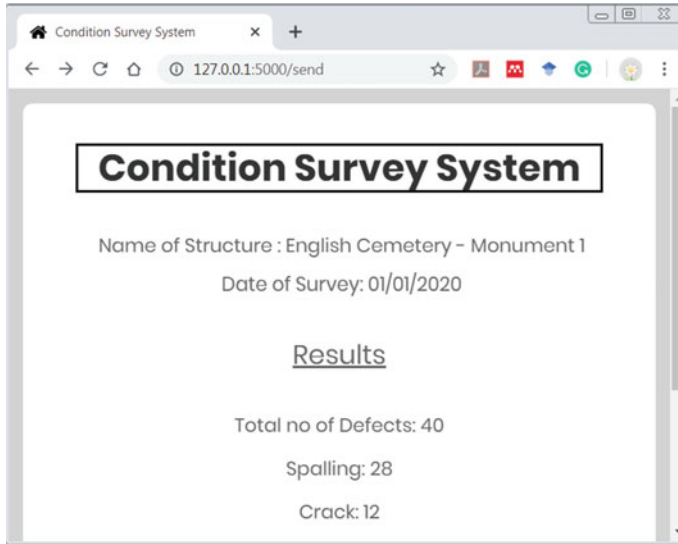 Condition Survey System
127.0.0.1:5000/send
Condition Survey System
Name of Structure : English Cemetery - Monument 1
Date of Survey: 01/01/2020
Results
Total no of Defects: 40
Spalling: 28
Crack: 12